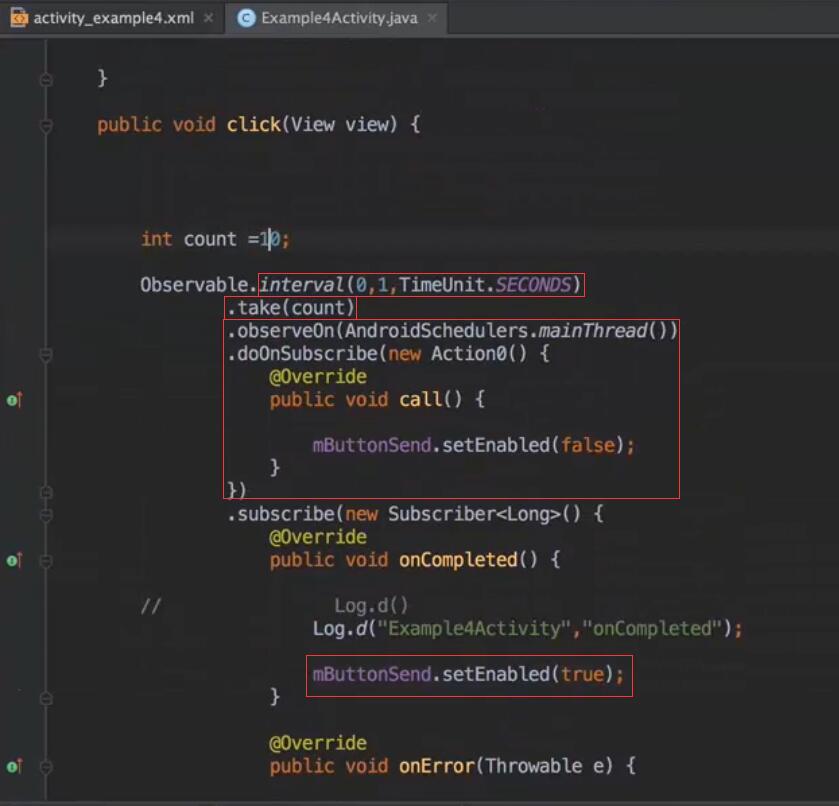 activity_example4.xml
Example4Activity.java
}
public void click(View view) {
int count =10;
Observable.interval(0,1,TimeUnit.SECONDS)
.take(count)
.observeOn(AndroidSchedulers.mainThread())
.doOnSubscribe(new Action0() {
@Override
public void call() {
mButtonSend.setEnabled(false);
}
})
.subscribe(new Subscriber<Long>() {
@Override
public void onCompleted() {
// Log.d()
Log.d("Example4Activity","onCompleted");
mButtonSend.setEnabled(true);
}
@Override
public void onError(Throwable e) {